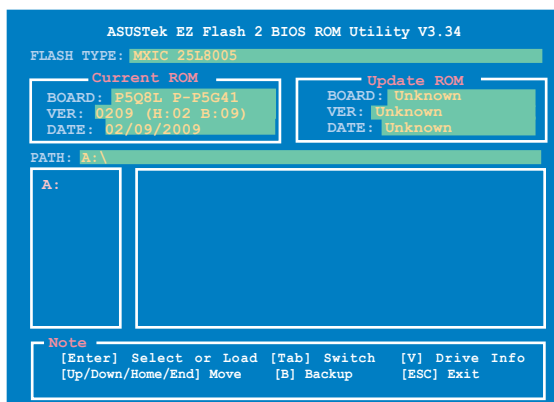 ASUSTek EZ Flash 2 BIOS ROM Utility V3.34
FLASH TYPE: MXIC 25L8005
Current ROM
BOARD: P5Q8L P-P5G41
VER: 0209 (H:02 B:09)
DATE: 02/09/2009
Update ROM
BOARD: Unknown
VER: Unknown
DATE: Unknown
PATH: A:\
A:
Note
[Enter] Select or Load [Tab] Switch [V] Drive Info
[Up/Down/Home/End] Move [B] Backup [ESC] Exit